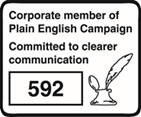 Corporate member of
Plain English Campaign
Committed to clearer
communication
592